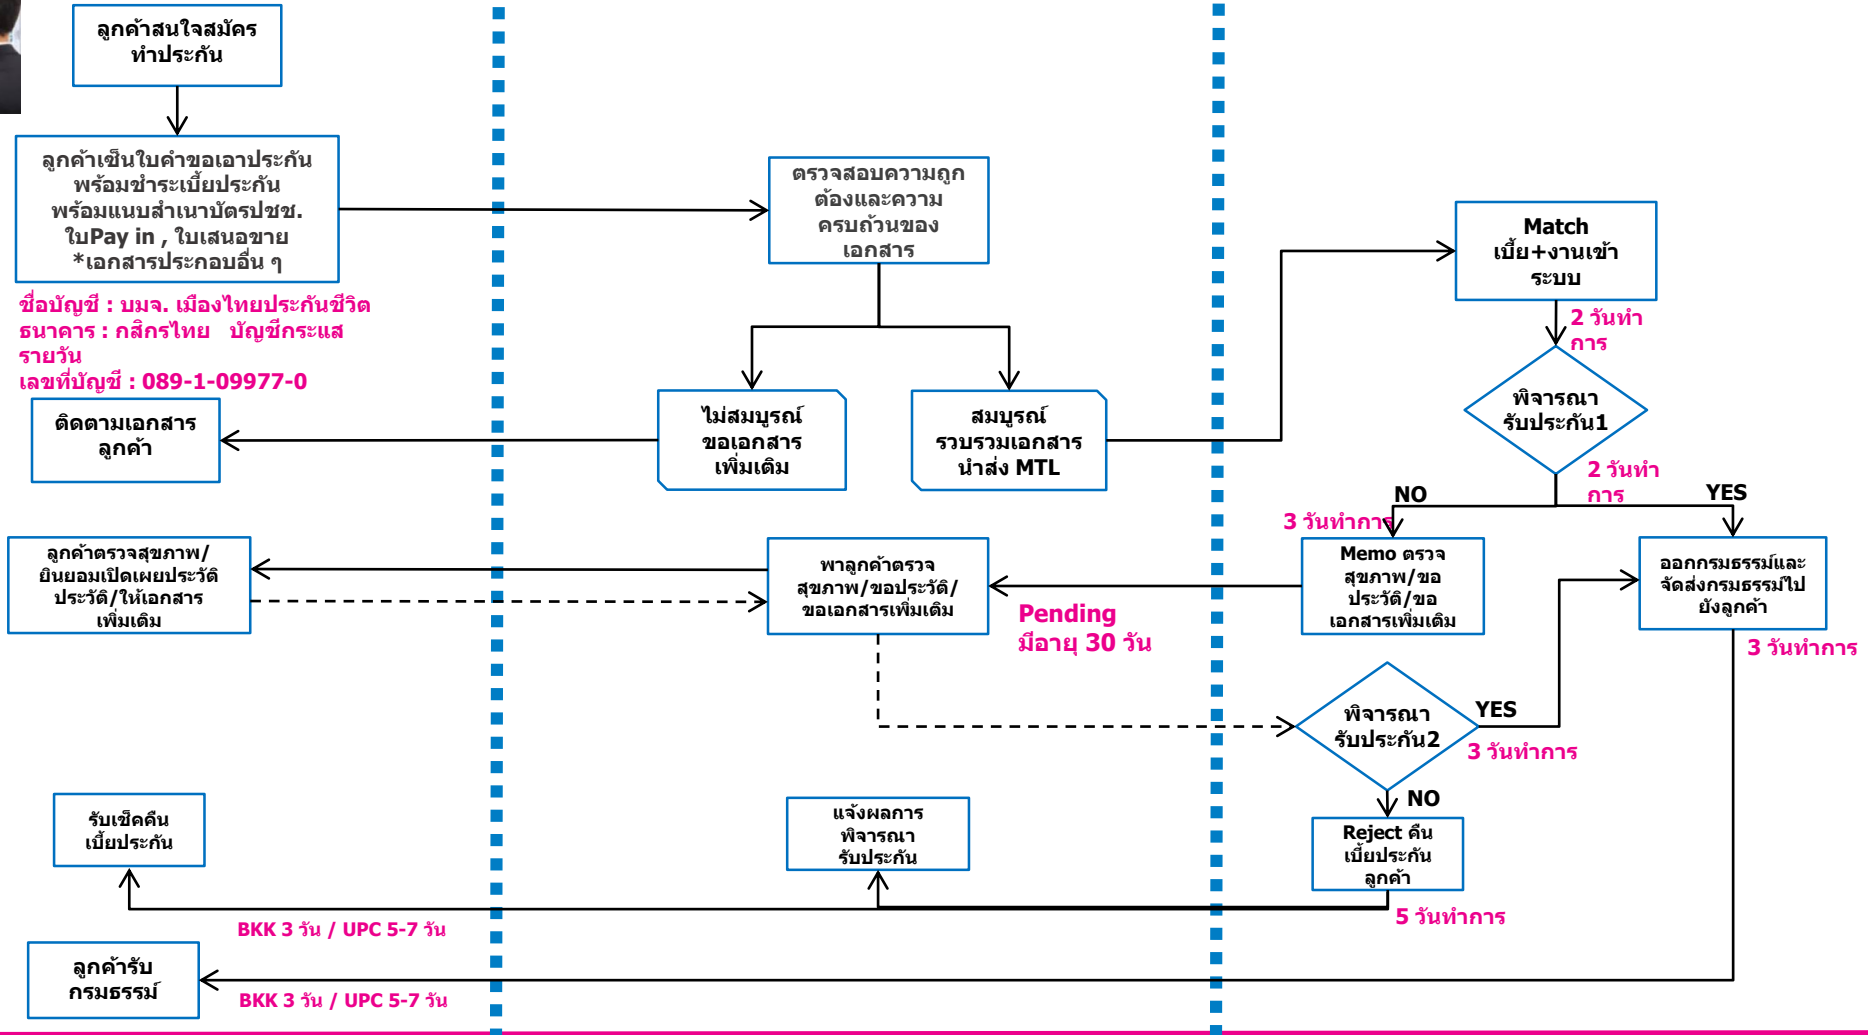 ลูกค้าสนใจสมัคร
ทำประกัน
ลูกค้าเซ็นใบคำขอเอาประกัน
พร้อมชำระเบี้ยประกัน
พร้อมแนบสำเนาบัตรปชช.
ใบPay in , ใบเสนอขาย
*เอกสารประกอบอื่น ๆ
ชื่อบัญชี : บมจ. เมืองไทยประกันชีวิต
ธนาคาร : กสิกรไทย บัญชีกระแส
รายวัน
เลขที่บัญชี : 089-1-09977-0
ตรวจสอบความถูก
ต้องและความ
ครบถ้วนของ
เอกสาร
Match
เบี้ย+งานเข้า
ระบบ
2 วันทำ
การ
พิจารณา
รับประกัน1
ติดตามเอกสาร
ลูกค้า
ไม่สมบูรณ์
ขอเอกสาร
เพิ่มเติม
สมบูรณ์
รวบรวมเอกสาร
นำส่ง MTL
2 วันทำ
การ
NO
YES
3 วันทำการ
ลูกค้าตรวจสุขภาพ/
ยินยอมเปิดเผยประวัติ
ประวัติ/ให้เอกสาร
เพิ่มเติม
พาลูกค้าตรวจ
สุขภาพ/ขอประวัติ/
ขอเอกสารเพิ่มเติม
Pending
มีอายุ 30 วัน
Memo ตรวจ
สุขภาพ/ขอ
ประวัติ/ขอ
เอกสารเพิ่มเติม
ออกกรมธรรม์และ
จัดส่งกรมธรรม์ไป
ยังลูกค้า
3 วันทำการ
พิจารณา
รับประกัน2
YES
3 วันทำการ
NO
รับเช็คคืน
เบี้ยประกัน
แจ้งผลการ
พิจารณา
รับประกัน
Reject คืน
เบี้ยประกัน
ลูกค้า
5 วันทำการ
BKK 3 วัน / UPC 5-7 วัน
ลูกค้ารับ
กรมธรรม์
BKK 3 วัน / UPC 5-7 วัน